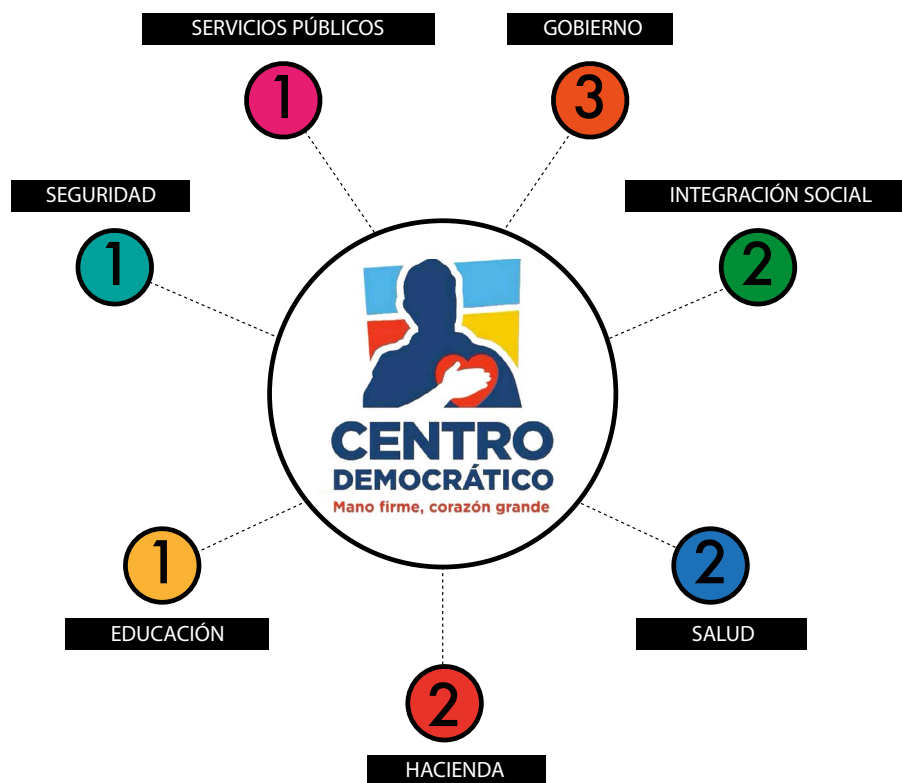 SERVICIOS PÚBLICOS
GOBIERNO
1
3
SEGURIDAD
INTEGRACIÓN SOCIAL
1
2
CENTRO
DEMOCRÁTICO
Mano firme, corazón grande
1
2
EDUCACIÓN
SALUD
2
HACIENDA